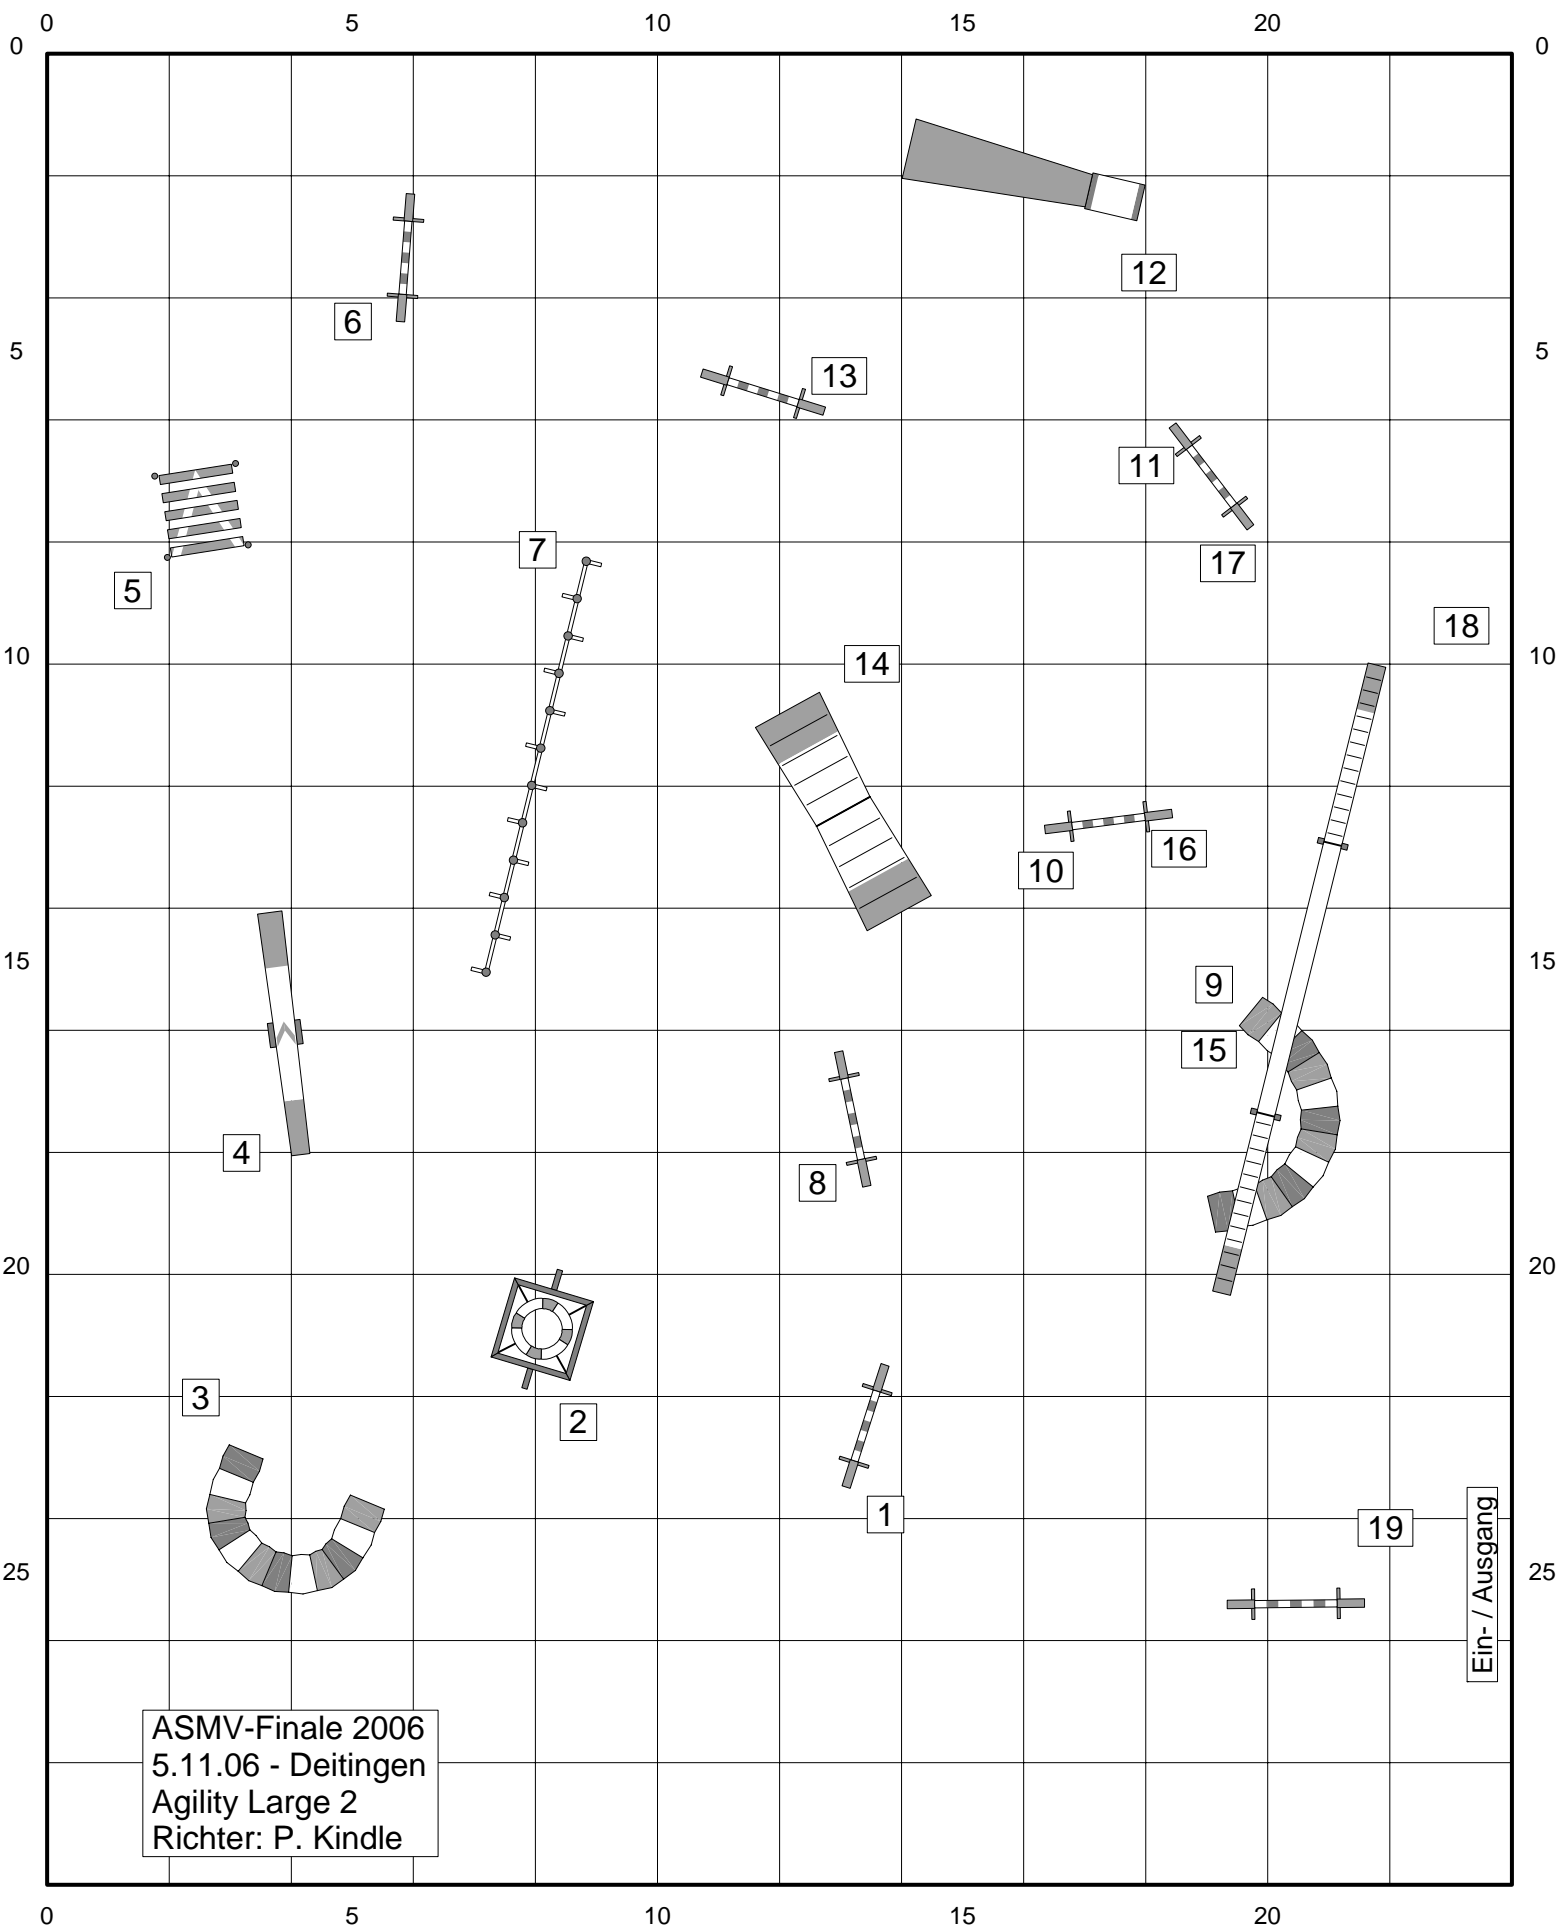 0 5 10 15 20
0 0
12
6
5 5
13
11
7
17
5
18
10 14 10
16
10
15 9 15
15
4
8
20 20
3
2
1
19
25 25
Ein- / Ausgang
ASMV-Finale 2006
5.11.06 - Deitingen
Agility Large 2
Richter: P. Kindle
0 5 10 15 20